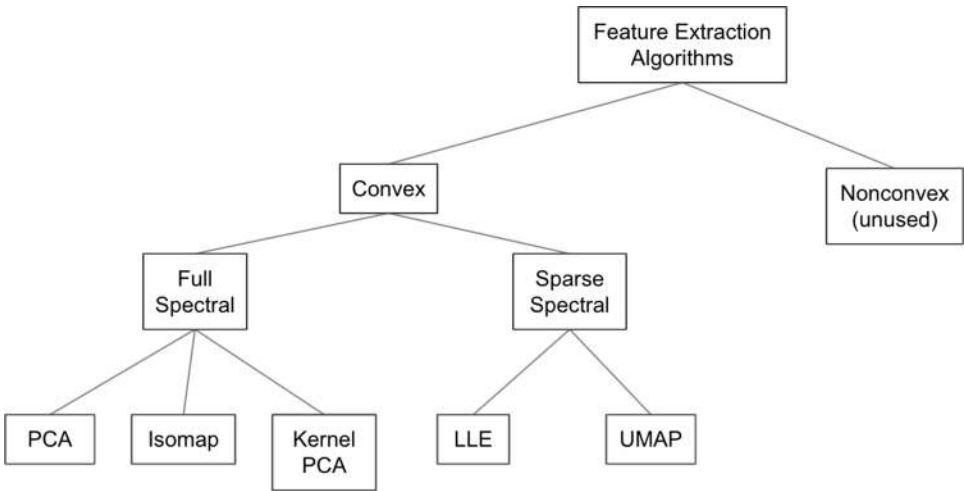 Feature Extraction
Algorithms
Convex
Nonconvex
(unused)
Full
Spectral
Sparse
Spectral
PCA
Isomap
Kernel
PCA
LLE
UMAP